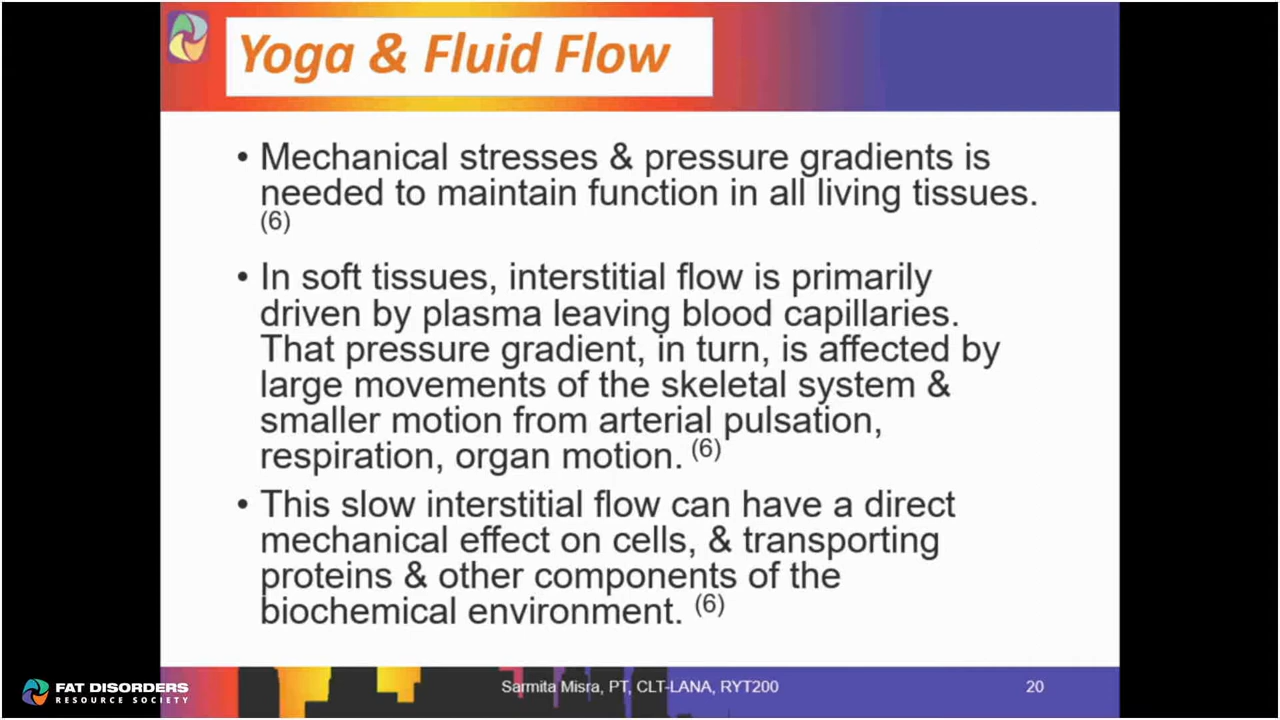 Yoga & Fluid Flow
• Mechanical stresses & pressure gradients is
needed to maintain function in all living tissues.
(6)
• In soft tissues, interstitial flow is primarily
driven by plasma leaving blood capillaries.
That pressure gradient, in turn, is affected by
large movements of the skeletal system &
smaller motion from arterial pulsation,
respiration, organ motion. (6)
• This slow interstitial flow can have a direct
mechanical effect on cells, & transporting
proteins & other components of the
biochemical environment. (6)
FAT DISORDERS
RESOURCE SOCIETY
Sarmita Misra, PT, CLT-LANA, RYT200
20